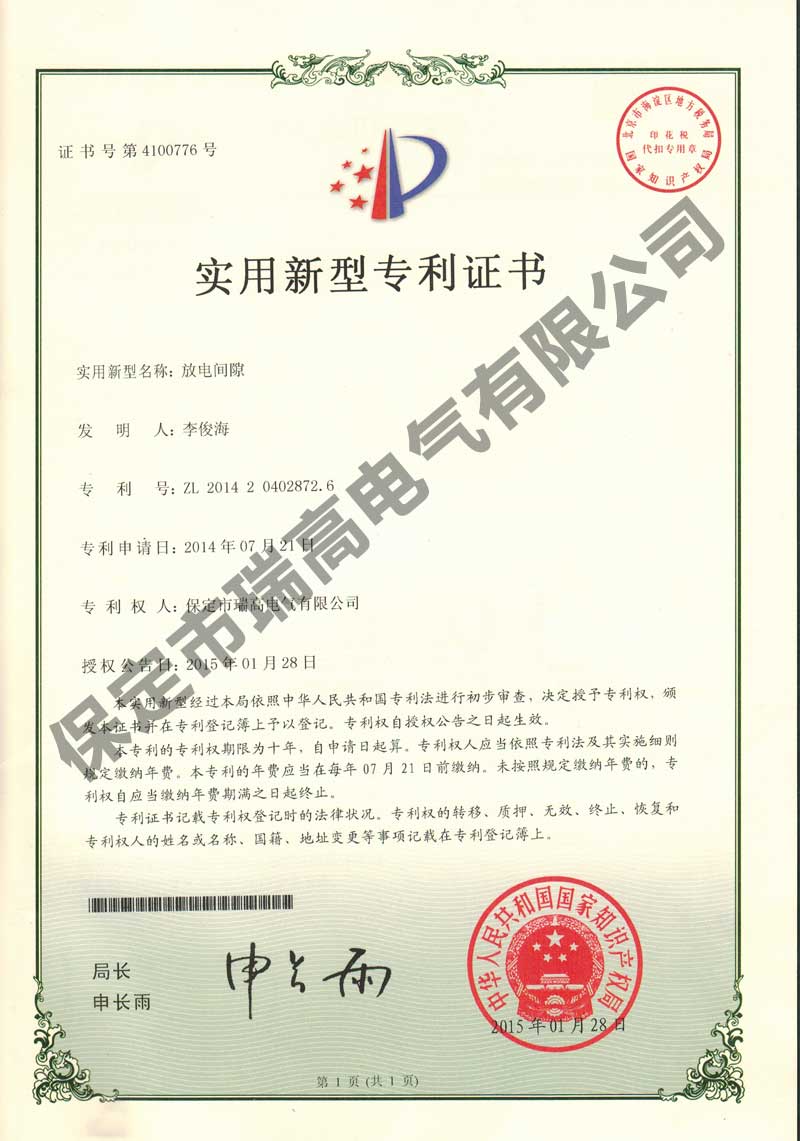 证书号第4100776号
北京市海淀区地方税务局
印花税
代扣专用章
国家知识产权局
实用新型专利证书
实用新型名称：放电间隙
发明人：李俊海
专利号：ZL 2014 2 0402872.6
专利申请日：2014年07月21日
专利权人：保定市瑞高电气有限公司
授权公告日：2015年01月28日
本实用新型经过本局依照中华人民共和国专利法进行初步审查，决定授予专利权，颁
发本证书并在专利登记簿上予以登记。专利权自授权公告之日起生效。
本专利的专利权期限为十年，自申请日起算。专利权人应当依照专利法及其实施细则
规定缴纳年费。本专利的年费应当在每年07月21日前缴纳。未按照规定缴纳年费的，专
利权自应当缴纳年费期满之日起终止。
专利证书记载专利权登记时的法律状况。专利权的转移、质押、无效、终止、恢复和
专利权人的姓名或名称、国籍、地址变更等事项记载在专利登记簿上。
局长
申长雨
申长雨
中华人民共和国国家知识产权局
2015年01月28日
第1页(共1页)
保定市瑞高电气有限公司